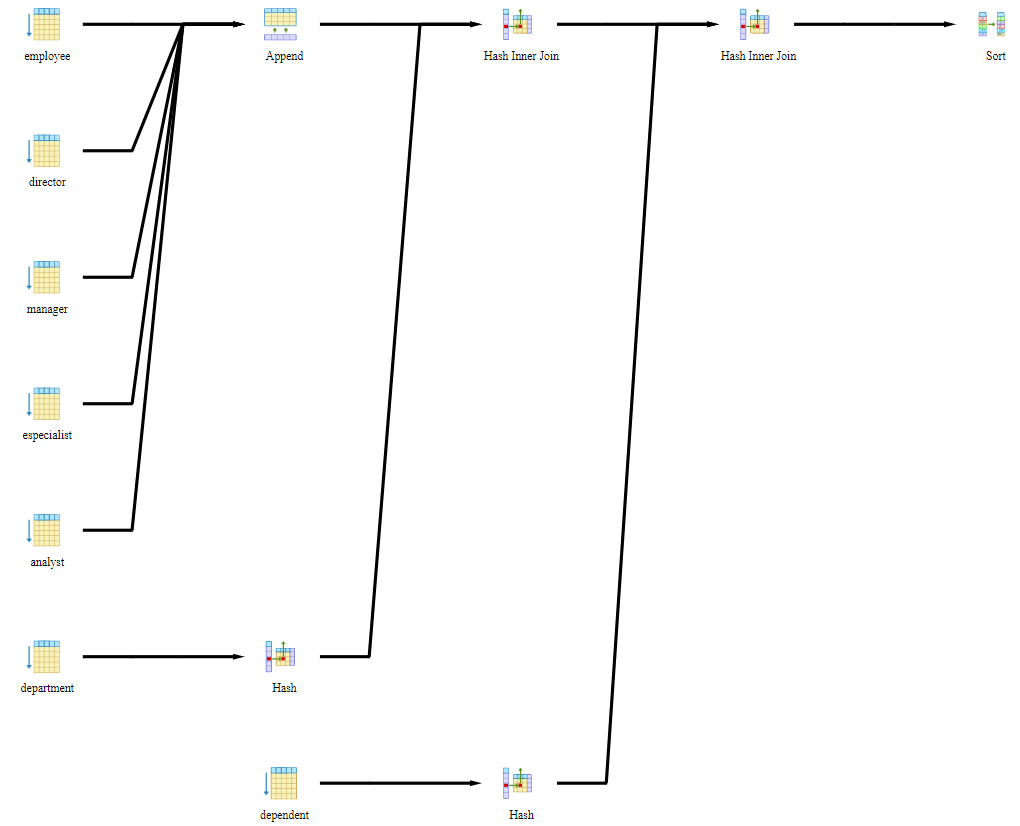 employee
Append
Hash Inner Join
Hash Inner Join
Sort
director
manager
especialist
analyst
department
Hash
dependent
Hash